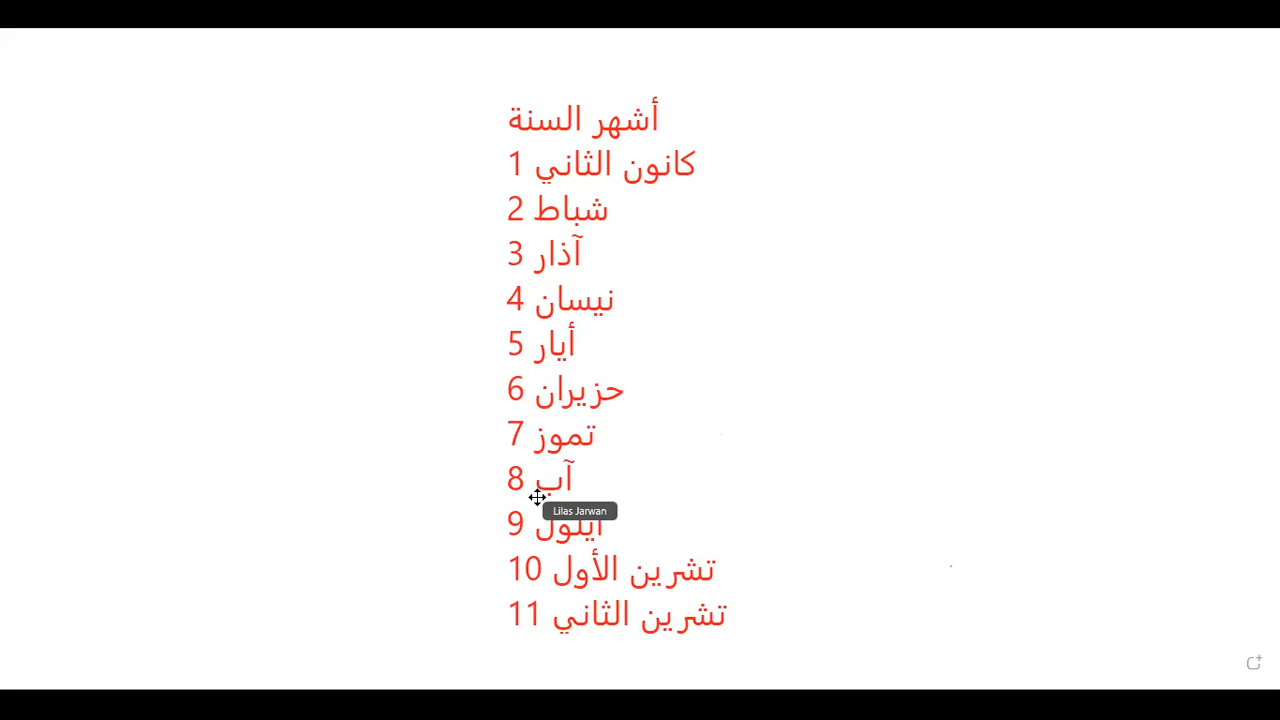 أشهر السنة
كانون الثاني 1
شباط 2
آذار 3
نيسان 4
أيار 5
حزيران 6
تموز 7
آب 8
Lilas Jarwan
ايلول 9
تشرين الأول 10
تشرين الثاني 11